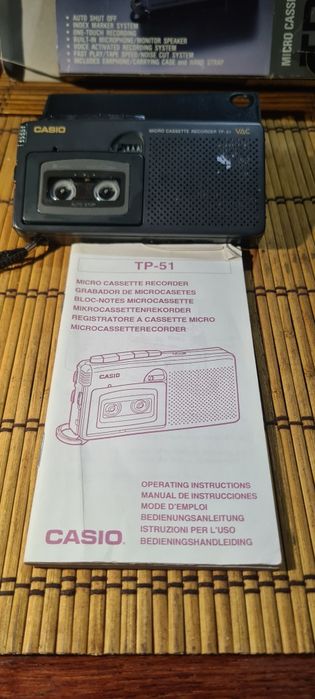 • AUTO SHUT OFF
• INDEX MARKER SYSTEM
• ONE-TOUCH RECORDING
• BUILT-IN MICROPHONE/MONITOR SPEAKER
• VOICE ACTIVATED RECORDING SYSTEM
• FAST PLAY/TAPE SPEED/NOISE CUT SYSTEM
• INCLUDES EARPHONE/CARRYING CASE and HAND STRAP
MICRO CASSE
CASIO
MICRO CASSETTE RECORDER TP-51 VAC
AUTO STOP
TP-51
MICRO CASSETTE RECORDER
GRABADOR DE MICROCASETES
BLOC-NOTES MICROCASSETTE
MIKROCASSETTENREKORDER
REGISTRATORE A CASSETTE MICRO
MICROCASSETTERECORDER
CASIO
OPERATING INSTRUCTIONS
MANUAL DE INSTRUCCIONES
MODE D'EMPLOI
BEDIENUNGSANLEITUNG
ISTRUZIONI PER L'USO
BEDIENINGSHANDLEIDING
CASIO